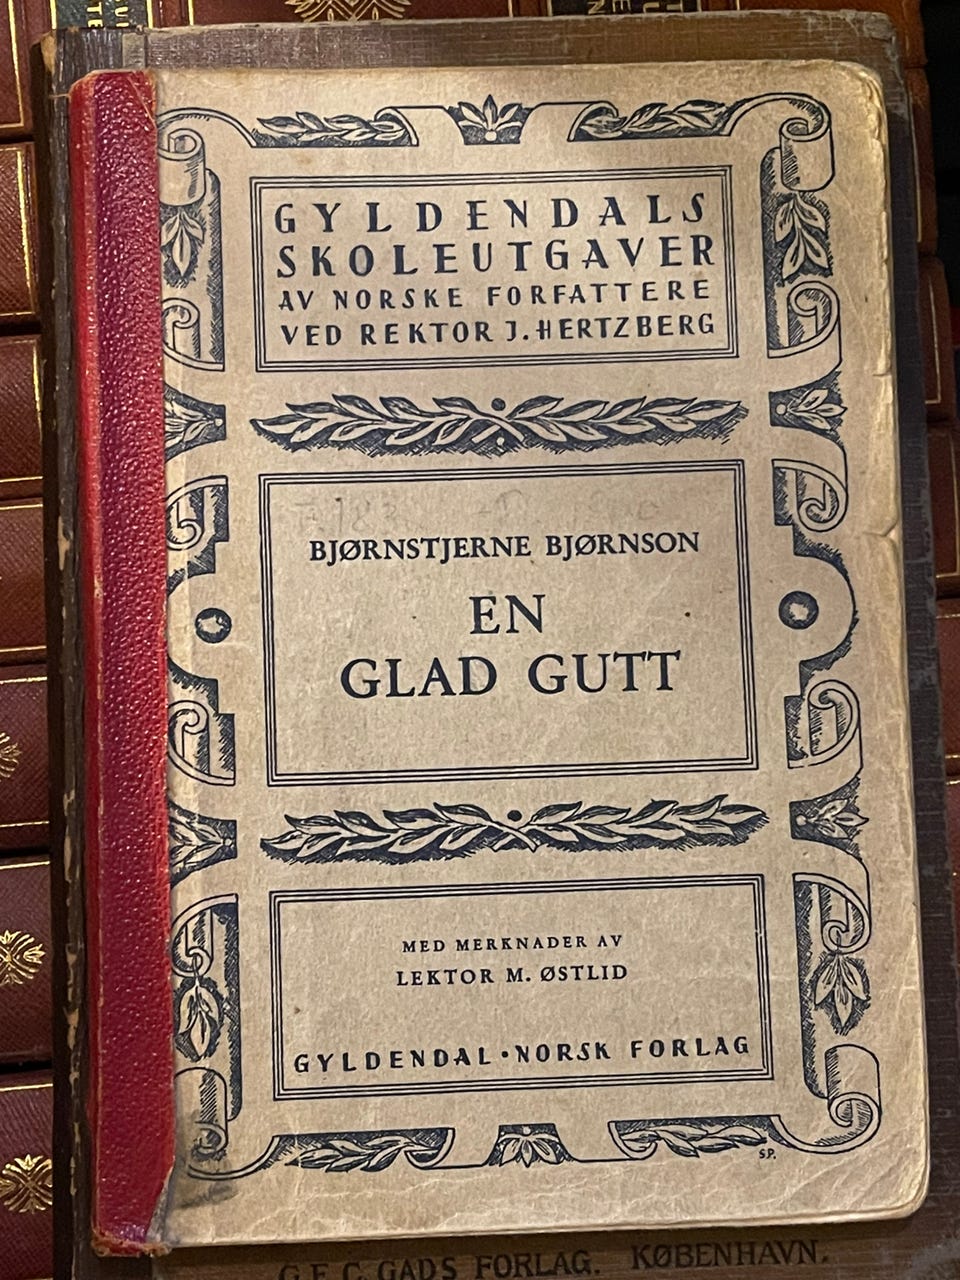 GYLDENDALS
SKOLEUTGAVER
AV NORSKE FORFATTERE
VED REKTOR J. HERTZBERG
BJØRNSTJERNE BJØRNSON
EN
GLAD GUTT
MED MERKNADER AV
LEKTOR M. ØSTLID
GYLDENDAL · NORSK FORLAG
SP.
G. E. C. GADS FORLAG. KØBENHAVN.